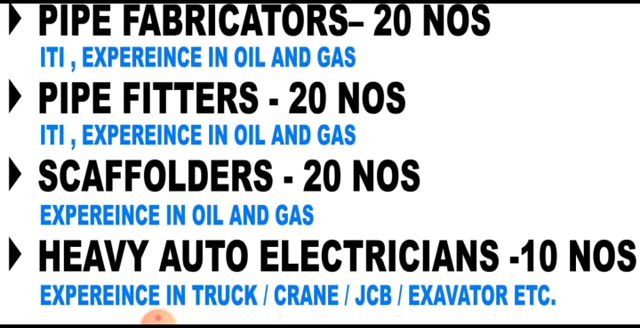 PIPE FABRICATORS– 20 NOS
ITI , EXPEREINCE IN OIL AND GAS
PIPE FITTERS - 20 NOS
ITI , EXPEREINCE IN OIL AND GAS
SCAFFOLDERS - 20 NOS
EXPEREINCE IN OIL AND GAS
HEAVY AUTO ELECTRICIANS -10 NOS
EXPEREINCE IN TRUCK / CRANE / JCB / EXAVATOR ETC.